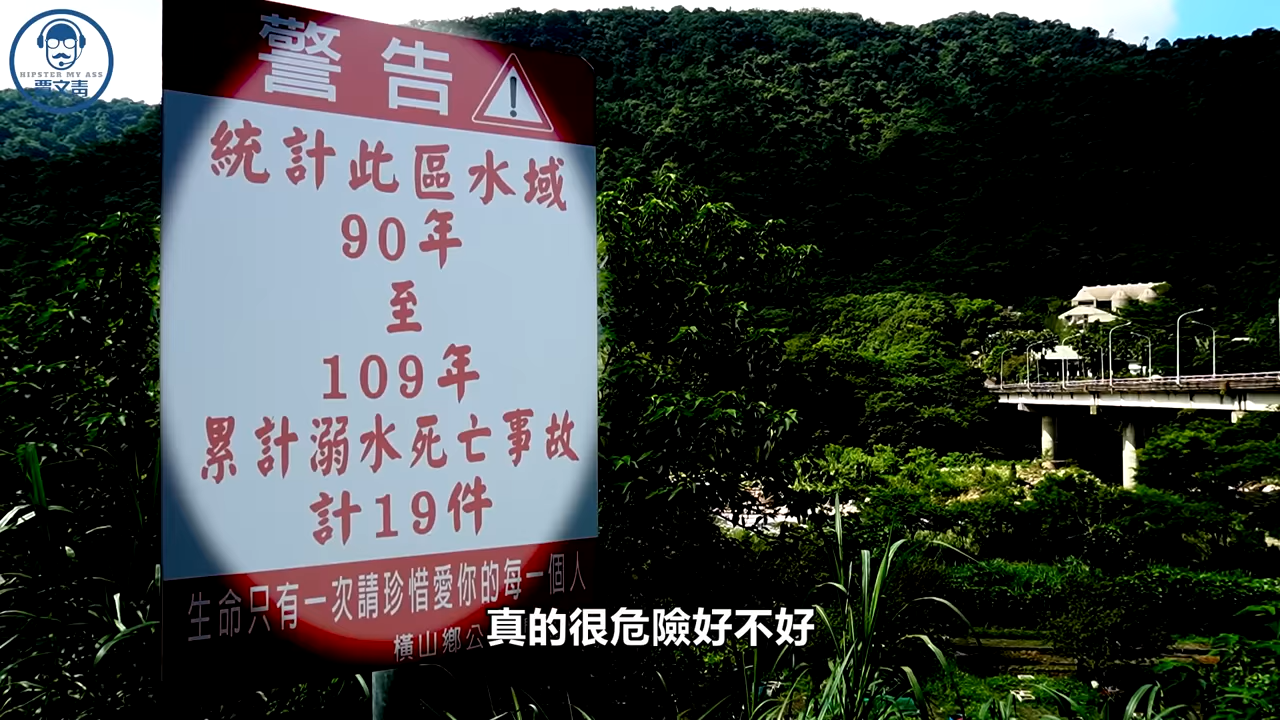 HIPSTER MY ASS
賈文青
警告
統計此區水域
90年
至
109年
累計溺水死亡事故
計19件
生命只有一次請珍惜愛你的每一個人
橫山鄉公
真的很危險好不好